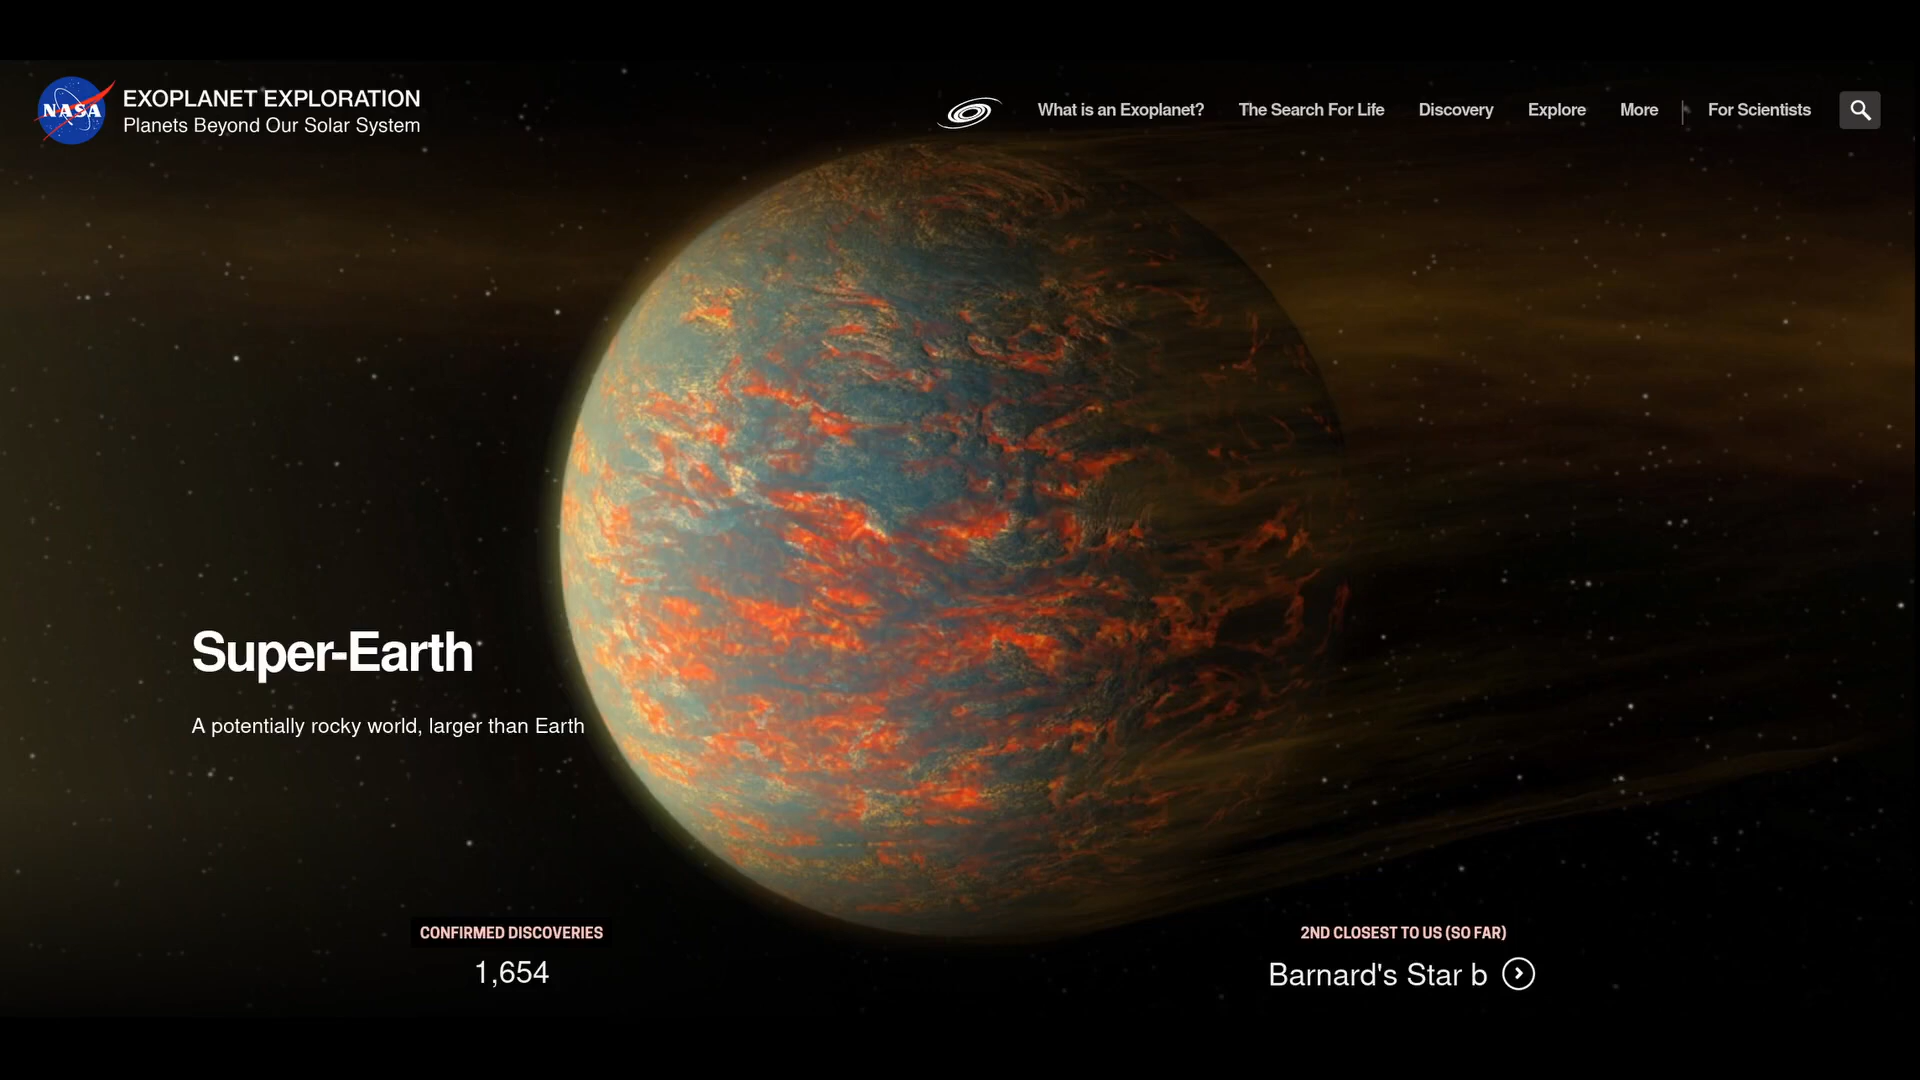 NASA
EXOPLANET EXPLORATION
Planets Beyond Our Solar System
What is an Exoplanet?
The Search For Life
Discovery
Explore
More
For Scientists
Super-Earth
A potentially rocky world, larger than Earth
CONFIRMED DISCOVERIES
1,654
2ND CLOSEST TO US (SO FAR)
Barnard's Star b